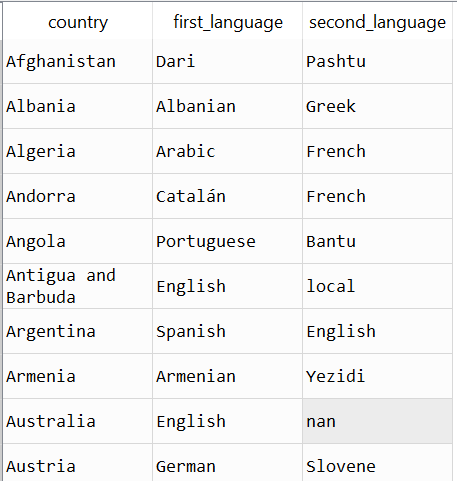 country first_language second_language
Afghanistan Dari Pashtu
Albania Albanian Greek
Algeria Arabic French
Andorra Catalán French
Angola Portuguese Bantu
Antigua and
Barbuda English local
Argentina Spanish English
Armenia Armenian Yezidi
Australia English nan
Austria German Slovene